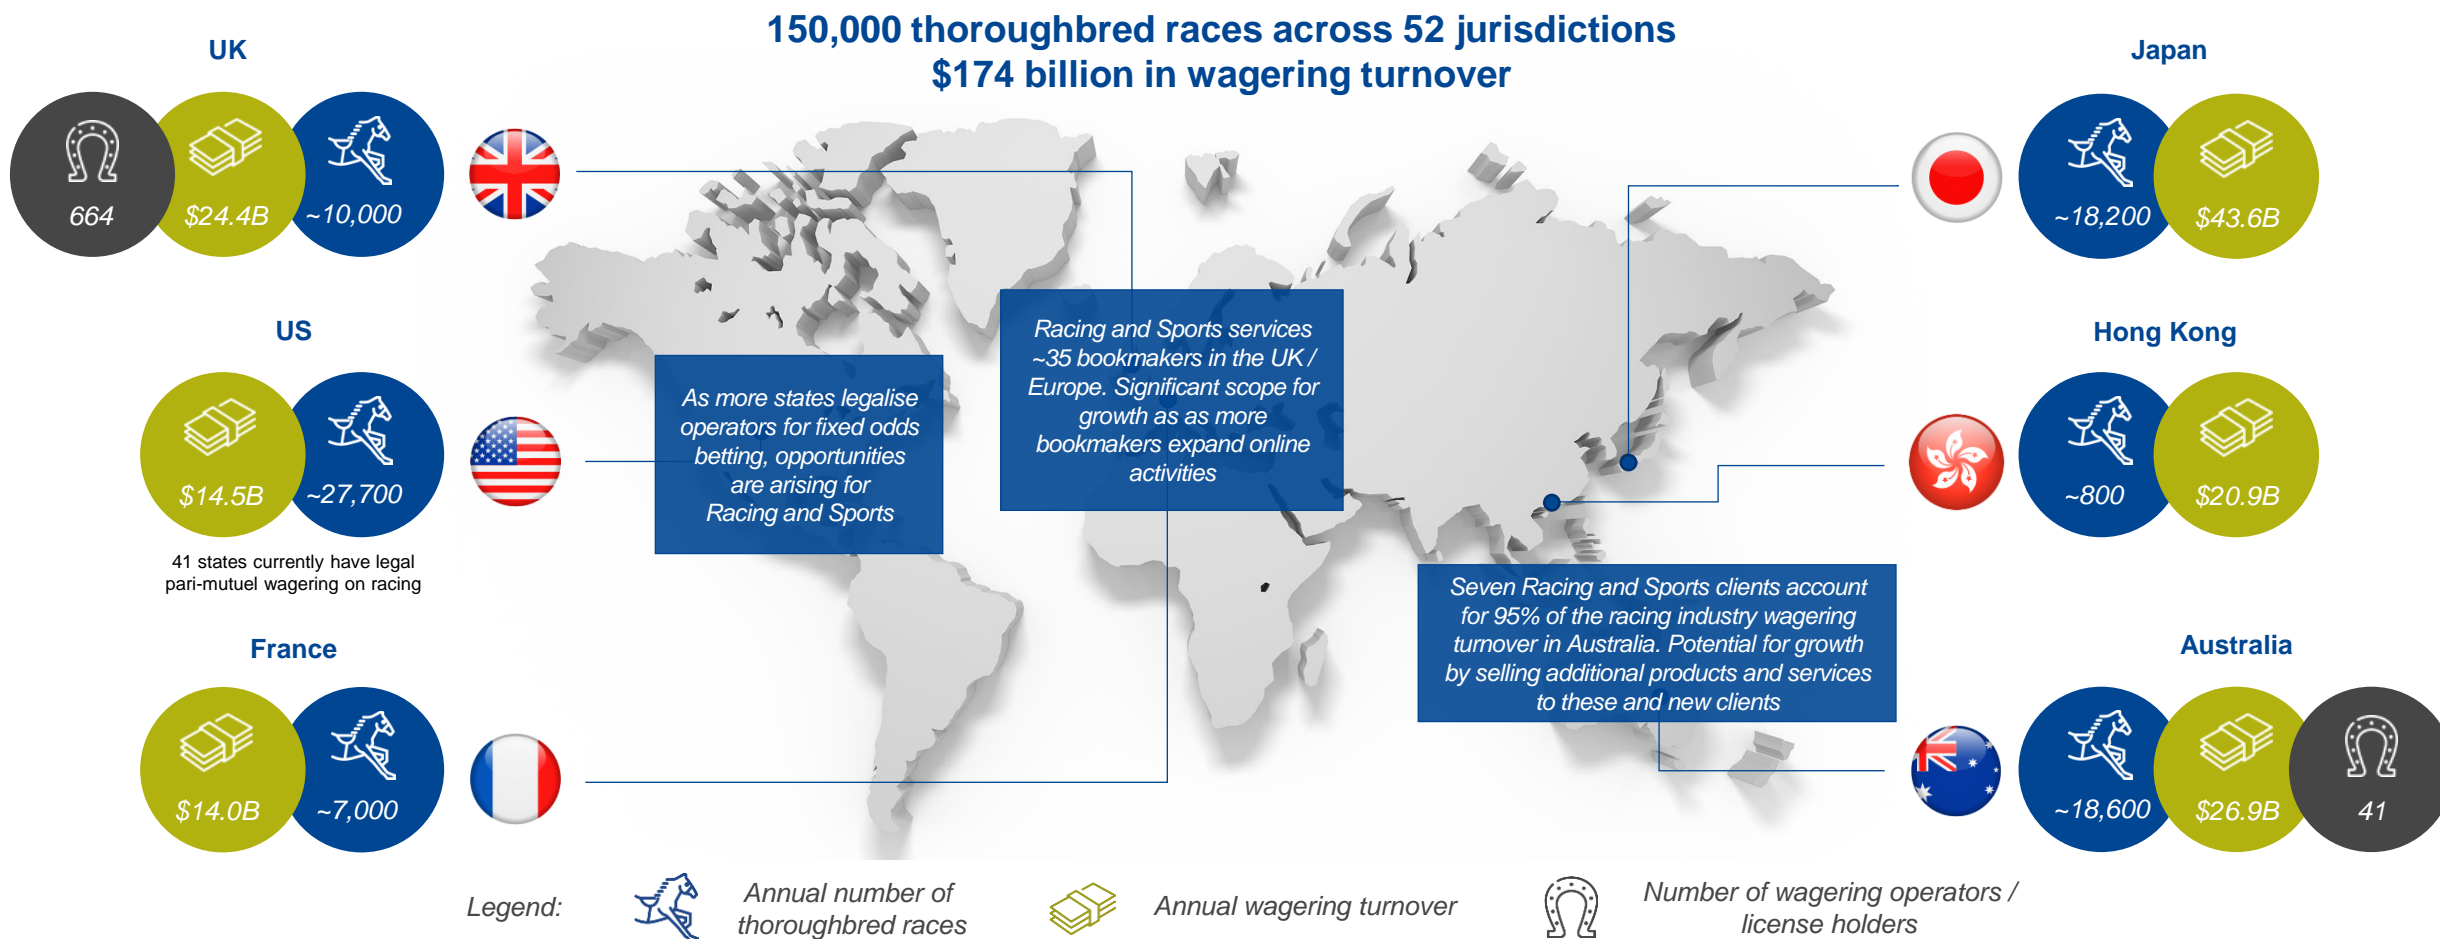 150,000 thoroughbred races across 52 jurisdictions
$174 billion in wagering turnover
UK
664
$24.4B
~10,000
US
$14.5B
~27,700
41 states currently have legal
pari-mutuel wagering on racing
France
$14.0B
~7,000
As more states legalise
operators for fixed odds
betting, opportunities
are arising for
Racing and Sports
Racing and Sports services
~35 bookmakers in the UK /
Europe. Significant scope for
growth as as more
bookmakers expand online
activities
Seven Racing and Sports clients account
for 95% of the racing industry wagering
turnover in Australia. Potential for growth
by selling additional products and services
to these and new clients
Japan
~18,200
$43.6B
Hong Kong
~800
$20.9B
Australia
~18,600
$26.9B
41
Legend:
Annual number of
thoroughbred races
Annual wagering turnover
Number of wagering operators /
license holders